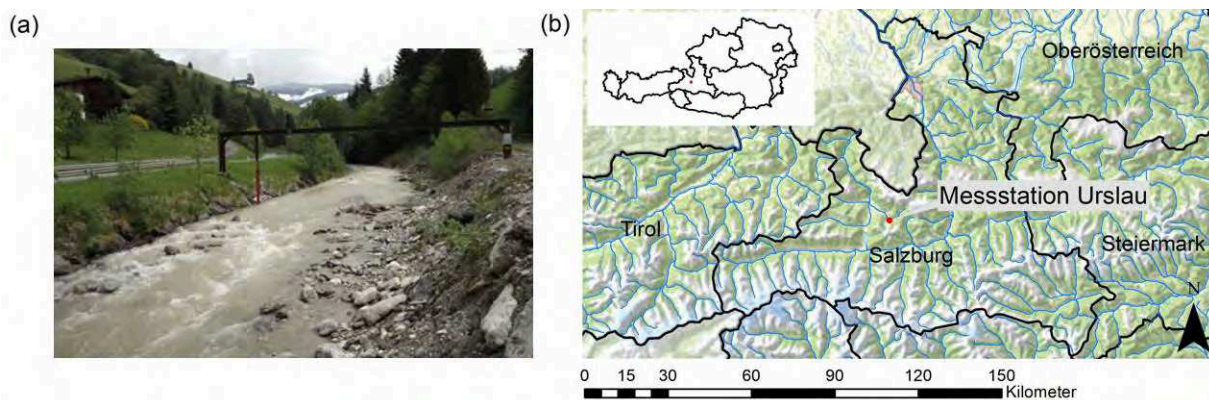 (a)
(b)
Oberösterreich
Messstation Urslau
Tirol
Salzburg
Steiermark
N
0 15 30 60 90 120 150
Kilometer